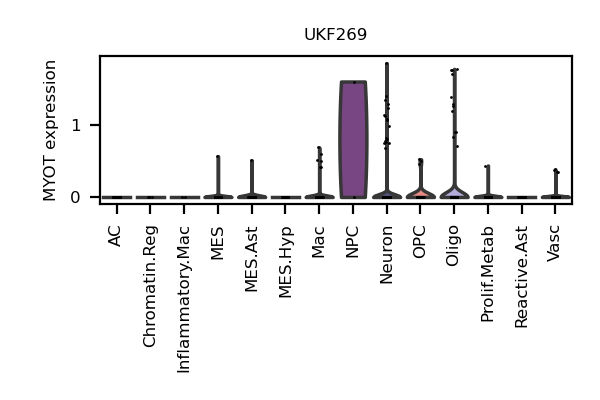 UKF269
MYOT expression
1
0
AC
Chromatin.Reg
Inflammatory.Mac
MES
MES.Ast
MES.Hyp
Mac
NPC
Neuron
OPC
Oligo
Prolif.Metab
Reactive.Ast
Vasc